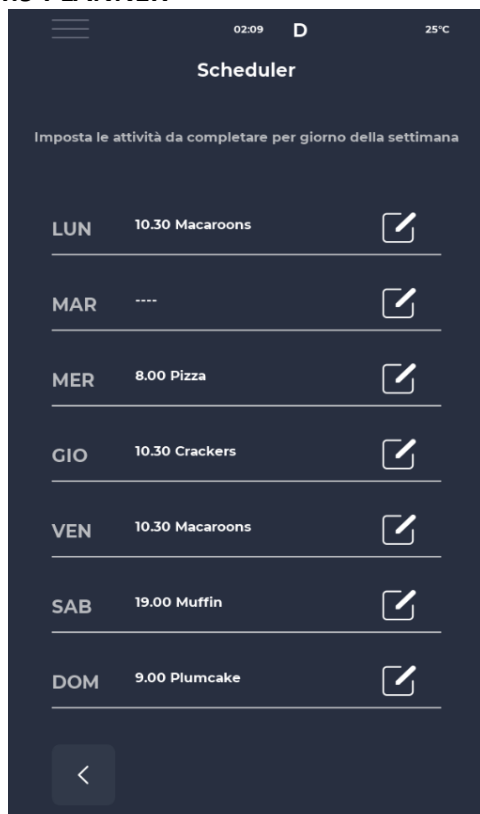 02:09 D 25°C
Scheduler
Imposta le attività da completare per giorno della settimana
LUN 10.30 Macaroons
MAR ----
MER 8.00 Pizza
GIO 10.30 Crackers
VEN 10.30 Macaroons
SAB 19.00 Muffin
DOM 9.00 Plumcake